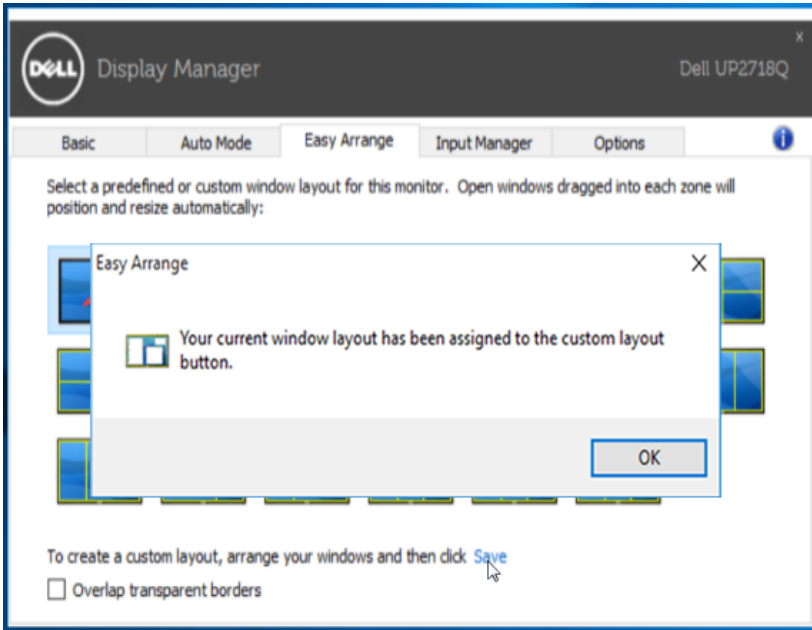 DELL
Display Manager
x
Dell UP2718Q
Basic
Auto Mode
Easy Arrange
Input Manager
Options
i
Select a predefined or custom window layout for this monitor. Open windows dragged into each zone will
position and resize automatically:
Easy Arrange
X
Your current window layout has been assigned to the custom layout
button.
OK
To create a custom layout, arrange your windows and then click Save
Overlap transparent borders